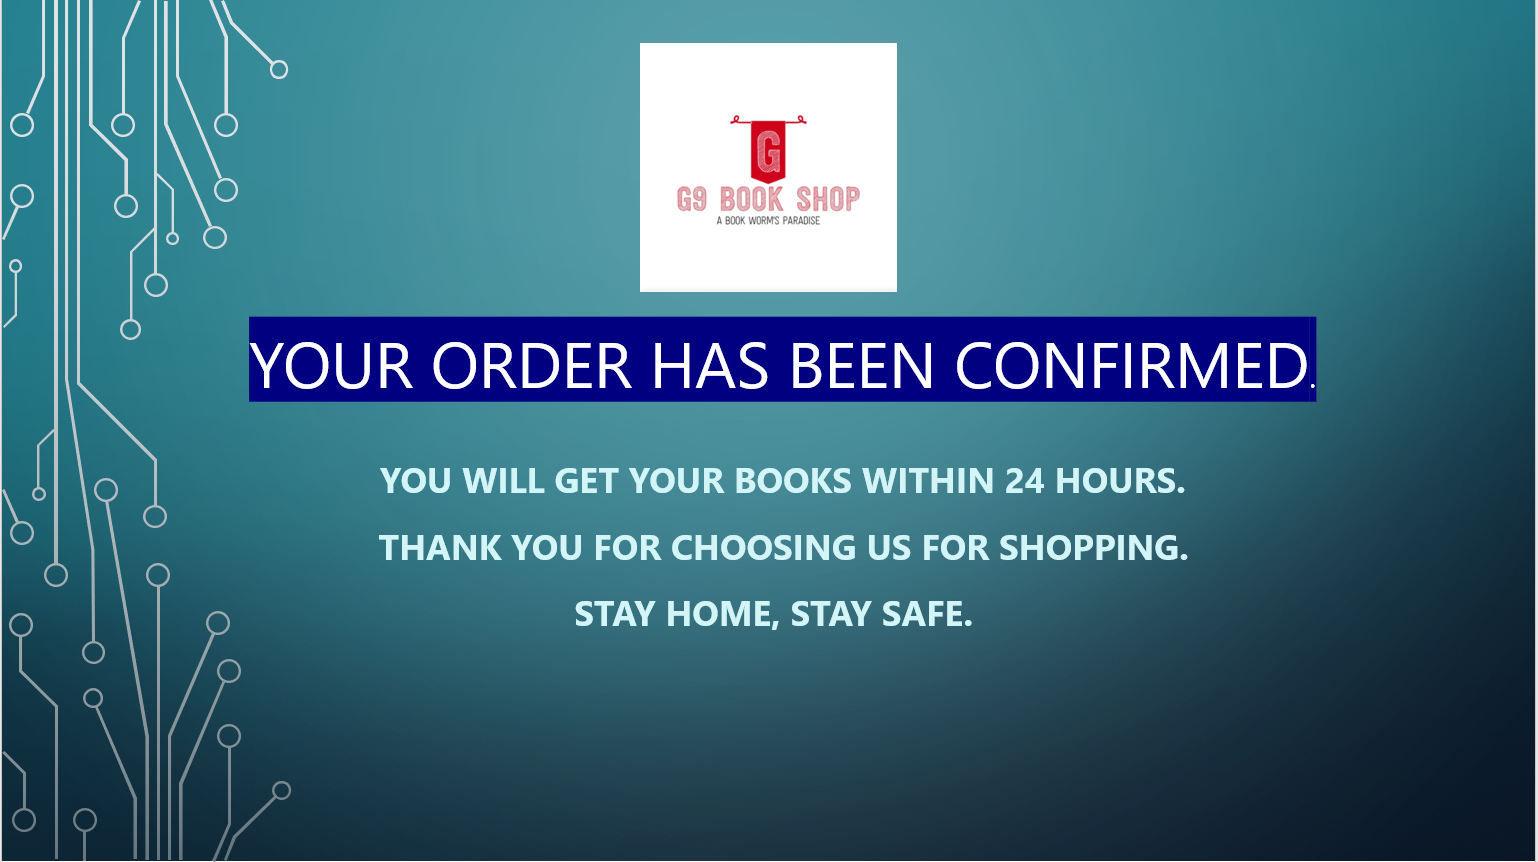 G
G9 BOOK SHOP
A BOOK WORM'S PARADISE
YOUR ORDER HAS BEEN CONFIRMED.
YOU WILL GET YOUR BOOKS WITHIN 24 HOURS.
THANK YOU FOR CHOOSING US FOR SHOPPING.
STAY HOME, STAY SAFE.